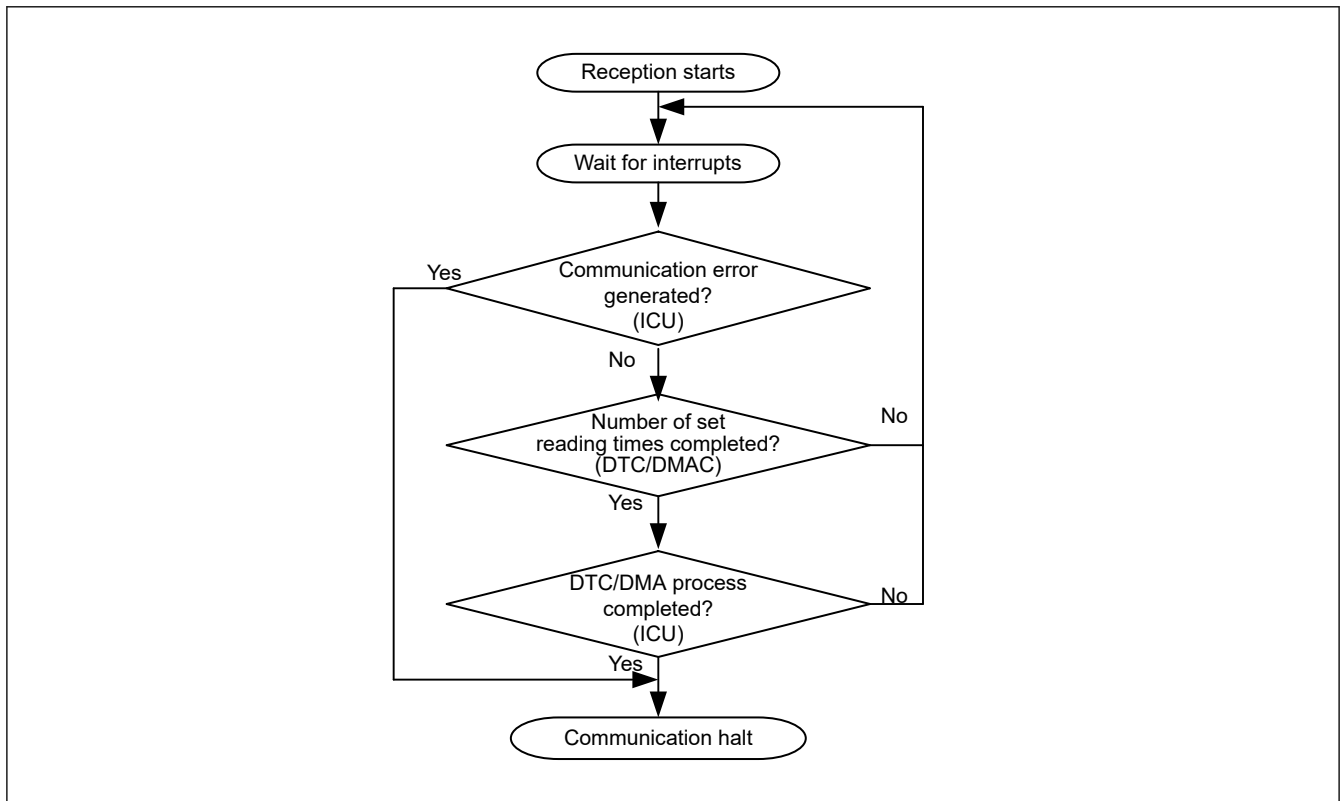 Reception starts
Wait for interrupts
Communication error
generated?
(ICU)
Yes
No
Number of set
reading times completed?
(DTC/DMAC)
No
Yes
DTC/DMA process
completed?
(ICU)
No
Yes
Communication halt